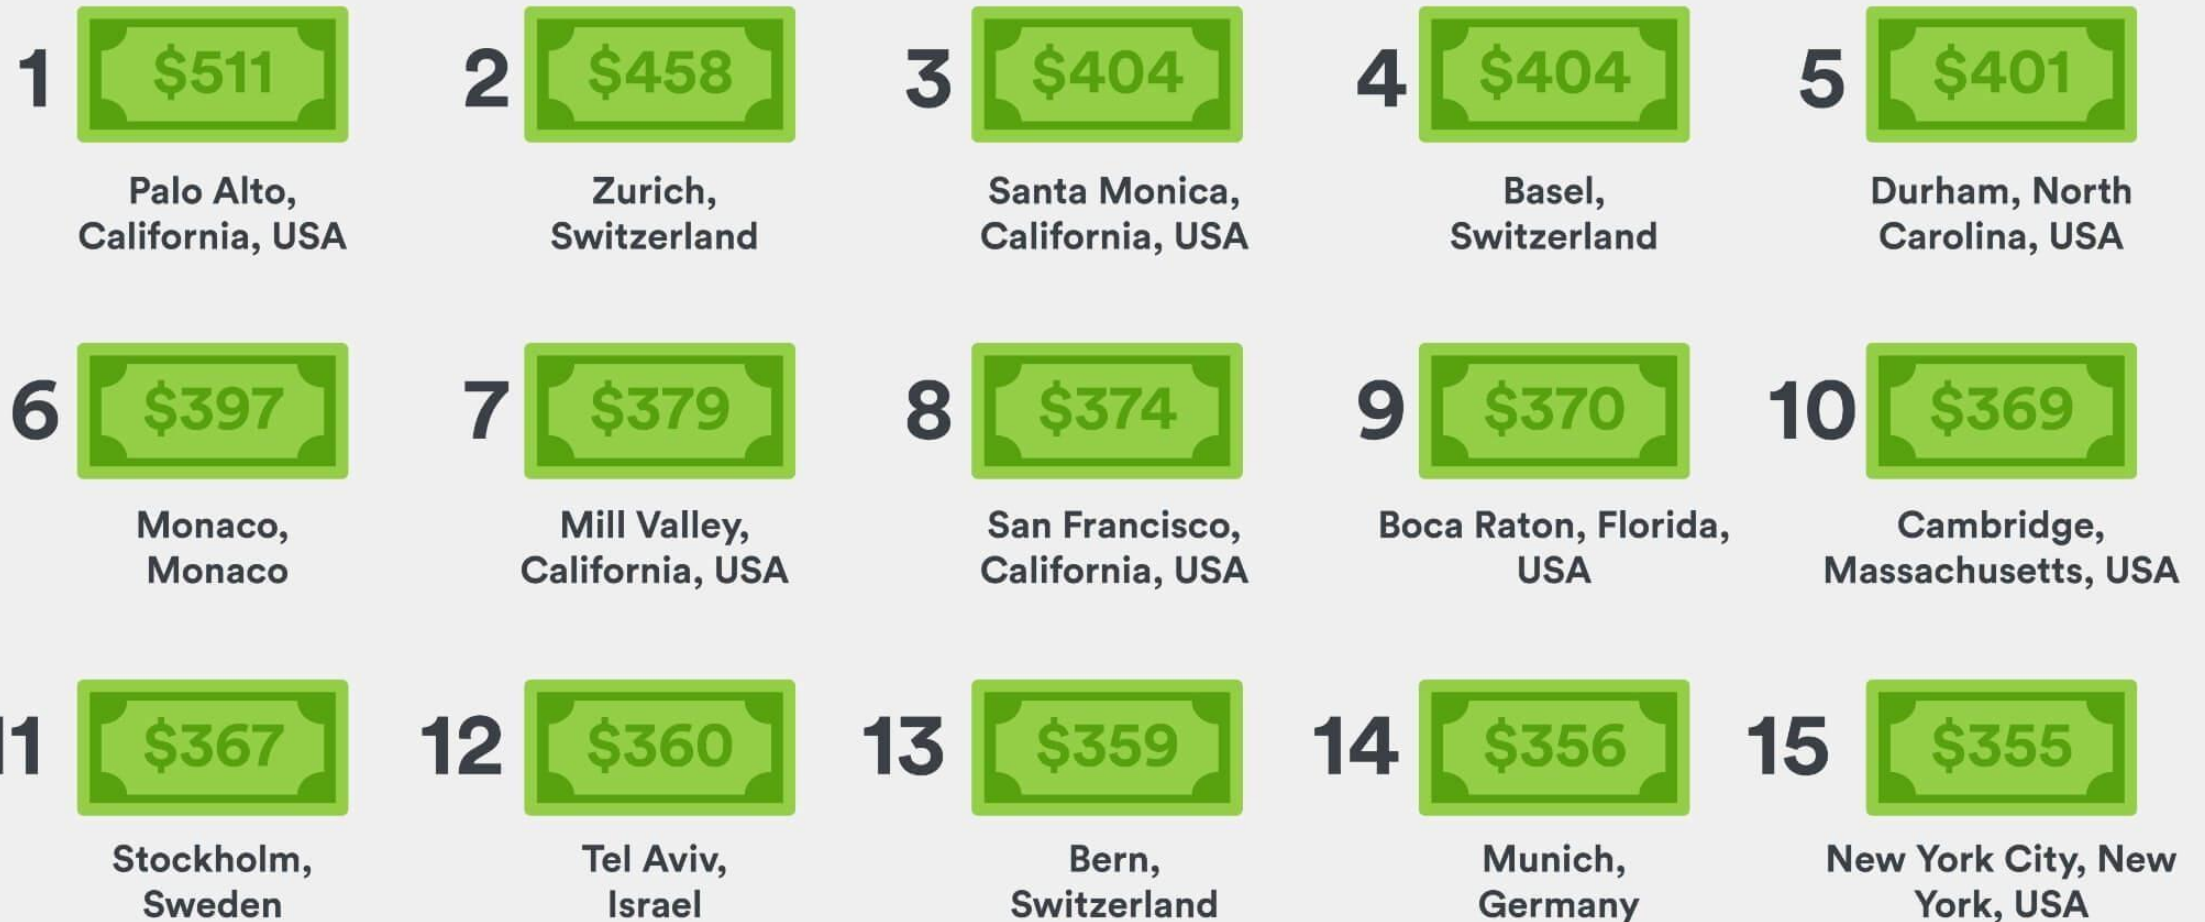 1 $511
Palo Alto,
California, USA
2 $458
Zurich,
Switzerland
3 $404
Santa Monica,
California, USA
4 $404
Basel,
Switzerland
5 $401
Durham, North
Carolina, USA
6 $397
Monaco,
Monaco
7 $379
Mill Valley,
California, USA
8 $374
San Francisco,
California, USA
9 $370
Boca Raton, Florida,
USA
10 $369
Cambridge,
Massachusetts, USA
11 $367
Stockholm,
Sweden
12 $360
Tel Aviv,
Israel
13 $359
Bern,
Switzerland
14 $356
Munich,
Germany
15 $355
New York City, New
York, USA